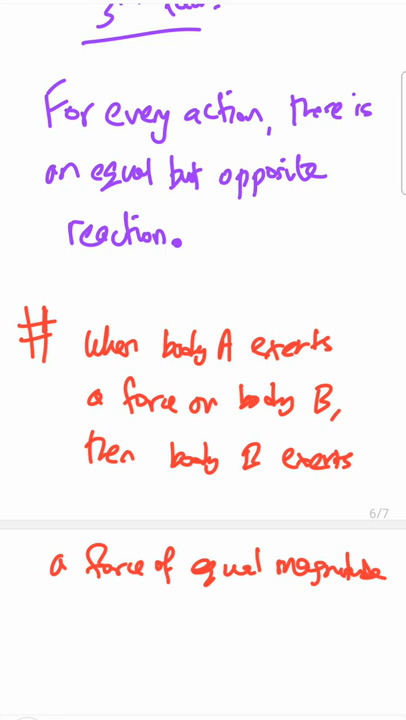 For every action, there is
an equal but opposite
reaction.
# When body A exerts
a force on body B,
then body B exerts
6/7
a force of equal magnitude